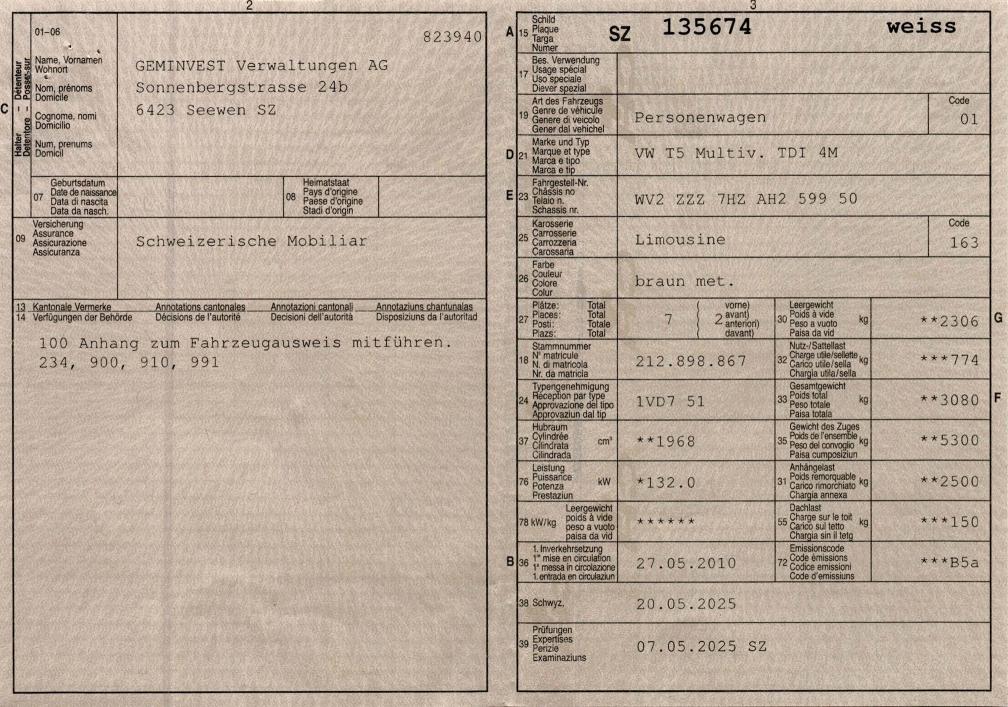 2
01–06
823940
C
Halter – Détenteur
Detentore – Posses-sur
Name, Vornamen
Wohnort
Nom, prénoms
Domicile
Cognome, nomi
Domicilio
Num, prenums
Domicil
GEMINVEST Verwaltungen AG
Sonnenbergstrasse 24b
6423 Seewen SZ
07
Geburtsdatum
Date de naissance
Data di nascita
Data da nasch.
08
Heimatstaat
Pays d'origine
Paese d'origine
Stadi d'origin
09
Versicherung
Assurance
Assicurazione
Assicuranza
Schweizerische Mobiliar
13 Kantonale Vermerke Annotations cantonales Annotazioni cantonali Annotaziuns chantunalas
14 Verfügungen der Behörde Décisions de l'autorité Decisioni dell'autorità Disposiziuns da l'autoritad
100 Anhang zum Fahrzeugausweis mitführen.
234, 900, 910, 991
3
A 15
Schild
Plaque
Targa
Numer
SZ 135674 weiss
17
Bes. Verwendung
Usage spécial
Uso speciale
Diever spezial
19
Art des Fahrzeugs
Genre de véhicule
Genere di veicolo
Gener dal vehichel
Personenwagen
Code
01
D 21
Marke und Typ
Marque et type
Marca e tipo
Marca e tip
VW T5 Multiv. TDI 4M
E 23
Fahrgestell-Nr.
Châssis no
Telaio n.
Schassis nr.
WV2 ZZZ 7HZ AH2 599 50
25
Karosserie
Carrosserie
Carrozzeria
Carossaria
Limousine
Code
163
26
Farbe
Couleur
Colore
Colur
braun met.
27
Plätze: Total
Places: Total
Posti: Totale
Plazs: Total
7 ( 2
vorne)
avant)
anteriori)
davant)
30
Leergewicht
Poids à vide
Peso a vuoto
Paisa da vid
kg
**2306
G
18
Stammnummer
N° matricule
N. di matricola
Nr. da matricla
212.898.867
32
Nutz-/Sattellast
Charge utile/sellette
Carico utile/sella
Chargia utila/sella
kg
***774
24
Typengenehmigung
Réception par type
Approvazione del tipo
Approvaziun dal tip
1VD7 51
33
Gesamtgewicht
Poids total
Peso totale
Paisa totala
kg
**3080
F
37
Hubraum
Cylindrée
Cilindrata
Cilindrada
cm³
**1968
35
Gewicht des Zuges
Poids de l'ensemble
Peso del convoglio
Paisa cumposiziun
kg
**5300
76
Leistung
Puissance
Potenza
Prestaziun
kW
*132.0
31
Anhängelast
Poids remorquable
Carico rimorchiato
Chargia annexa
kg
**2500
78 kW/kg
Leergewicht
poids à vide
peso a vuoto
paisa da vid
******
55
Dachlast
Charge sur le toit
Carico sul tetto
Chargia sin il tetg
kg
***150
B 36
1. Inverkehrsetzung
1re mise en circulation
1a messa in circolazione
1. entrada en circulaziun
27.05.2010
72
Emissionscode
Code émissions
Codice emissioni
Code d'emissiuns
***B5a
38 Schwyz, 20.05.2025
39
Prüfungen
Expertises
Perizie
Examinaziuns
07.05.2025 SZ